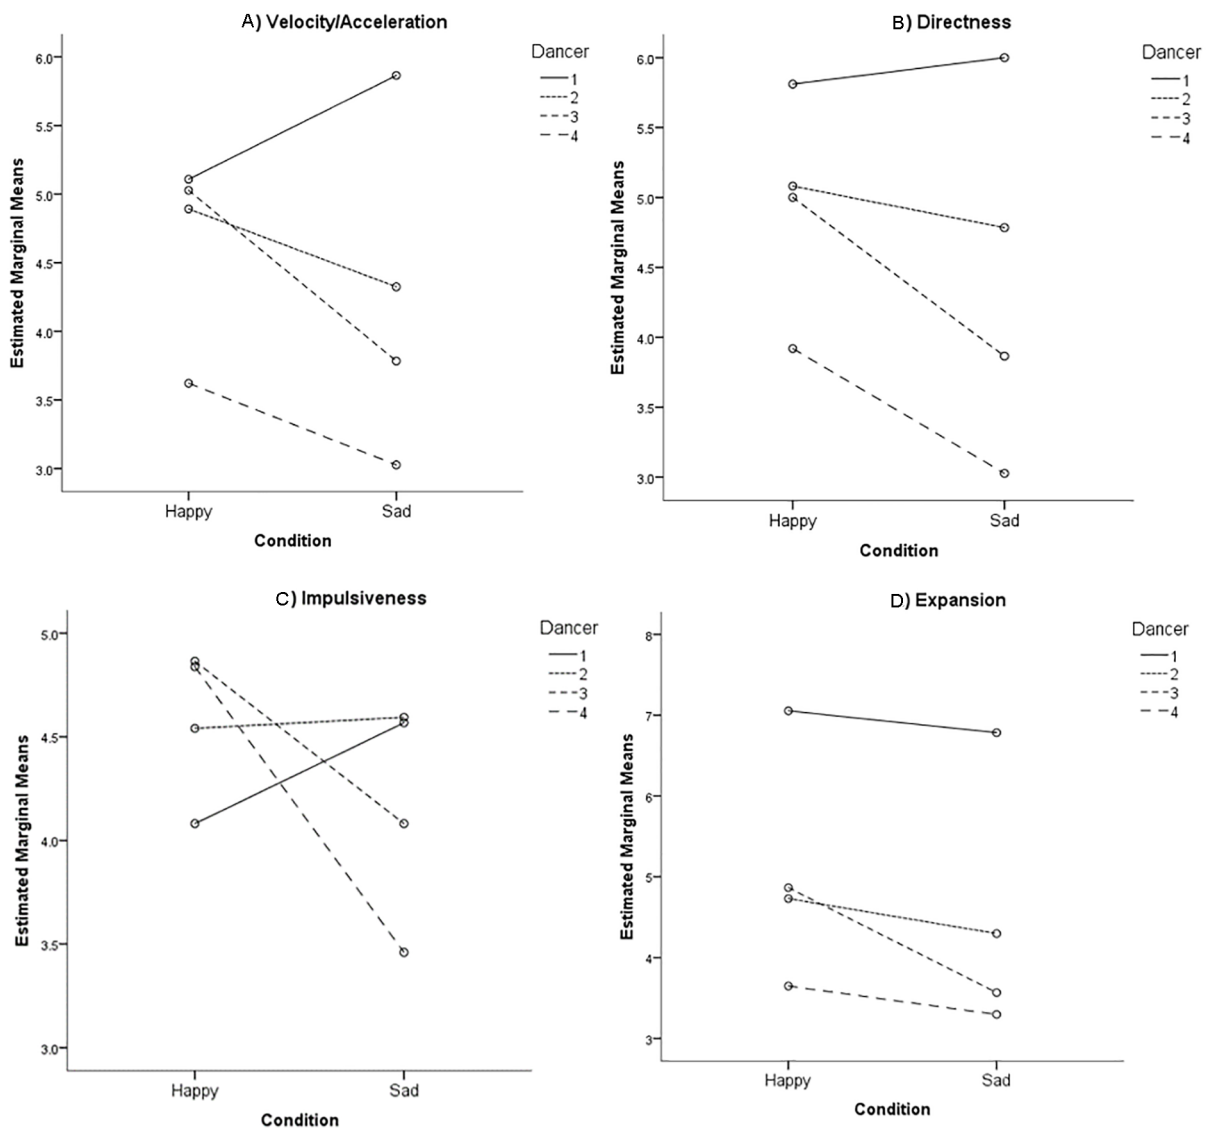 A) Velocity/Acceleration
Estimated Marginal Means
6.0
5.5
5.0
4.5
4.0
3.5
3.0
Happy
Sad
Condition
Dancer
1
2
3
4
B) Directness
Estimated Marginal Means
6.0
5.5
5.0
4.5
4.0
3.5
3.0
Happy
Sad
Condition
Dancer
1
2
3
4
C) Impulsiveness
Estimated Marginal Means
5.0
4.5
4.0
3.5
3.0
Happy
Sad
Condition
Dancer
1
2
3
4
D) Expansion
Estimated Marginal Means
8
7
6
5
4
3
Happy
Sad
Condition
Dancer
1
2
3
4